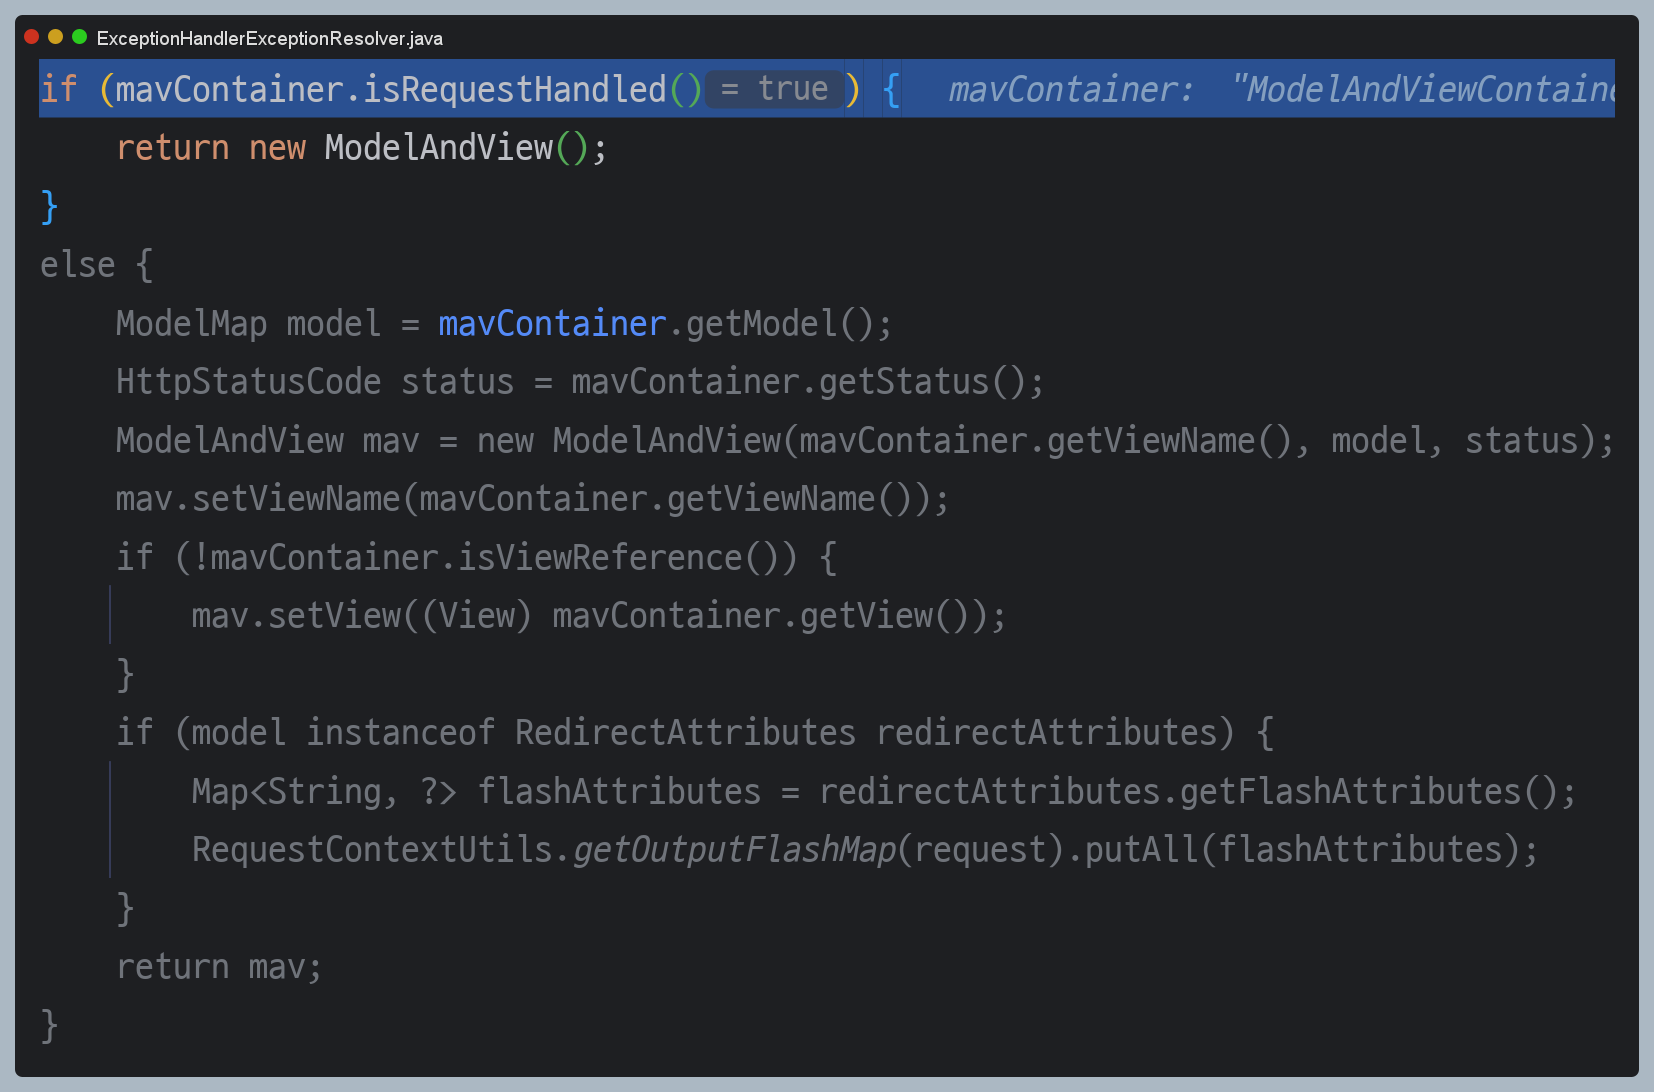 ExceptionHandlerExceptionResolver.java
if (mavContainer.isRequestHandled() = true ) { mavContainer: "ModelAndViewContaine
return new ModelAndView();
}
else {
ModelMap model = mavContainer.getModel();
HttpStatusCode status = mavContainer.getStatus();
ModelAndView mav = new ModelAndView(mavContainer.getViewName(), model, status);
mav.setViewName(mavContainer.getViewName());
if (!mavContainer.isViewReference()) {
mav.setView((View) mavContainer.getView());
}
if (model instanceof RedirectAttributes redirectAttributes) {
Map<String, ?> flashAttributes = redirectAttributes.getFlashAttributes();
RequestContextUtils.getOutputFlashMap(request).putAll(flashAttributes);
}
return mav;
}